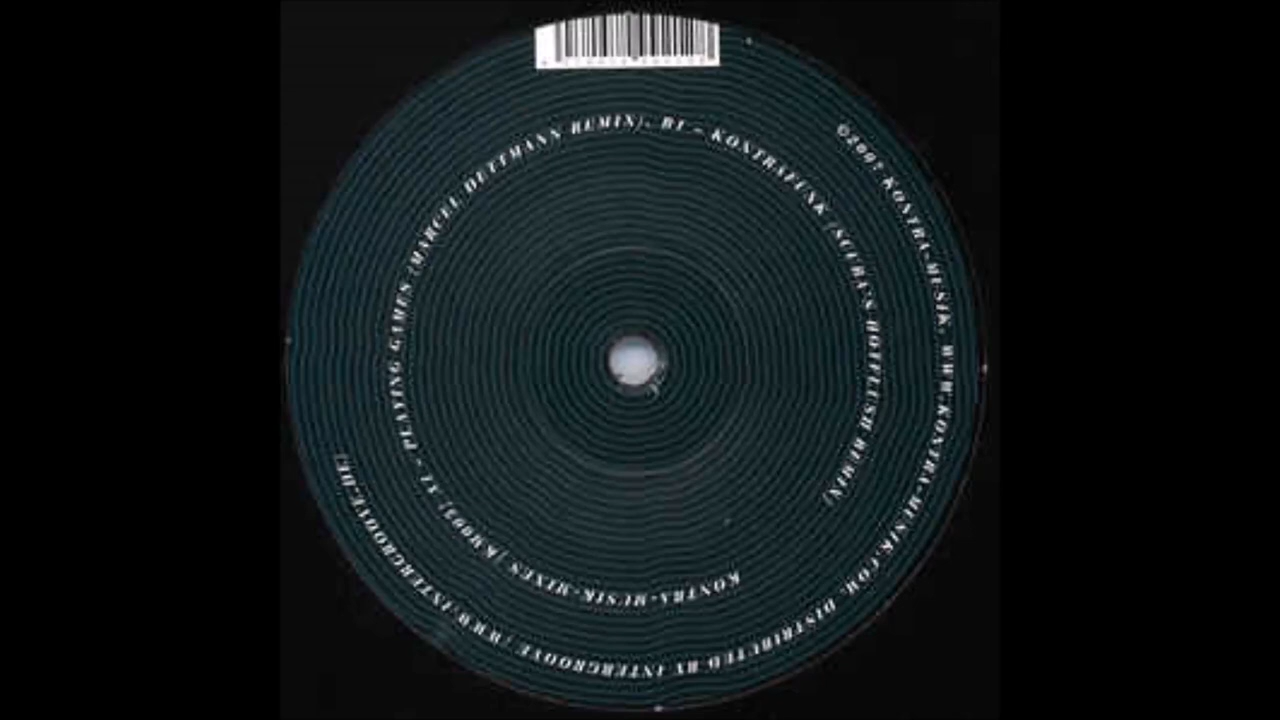 KONTRA-MUSIK-MIXES [KM003] A1 - PLAYING GAMES (MARCEL DETTMANN REMIX). B1 - KONTRAFUNK (SCUBA'S HOTFLUSH REMIX)
©2007 KONTRA-MUSIK. WWW.KONTRA-MUSIK.COM. DISTRIBUTED BY INTERGROOVE (WWW.INTERGROOVE.DE)